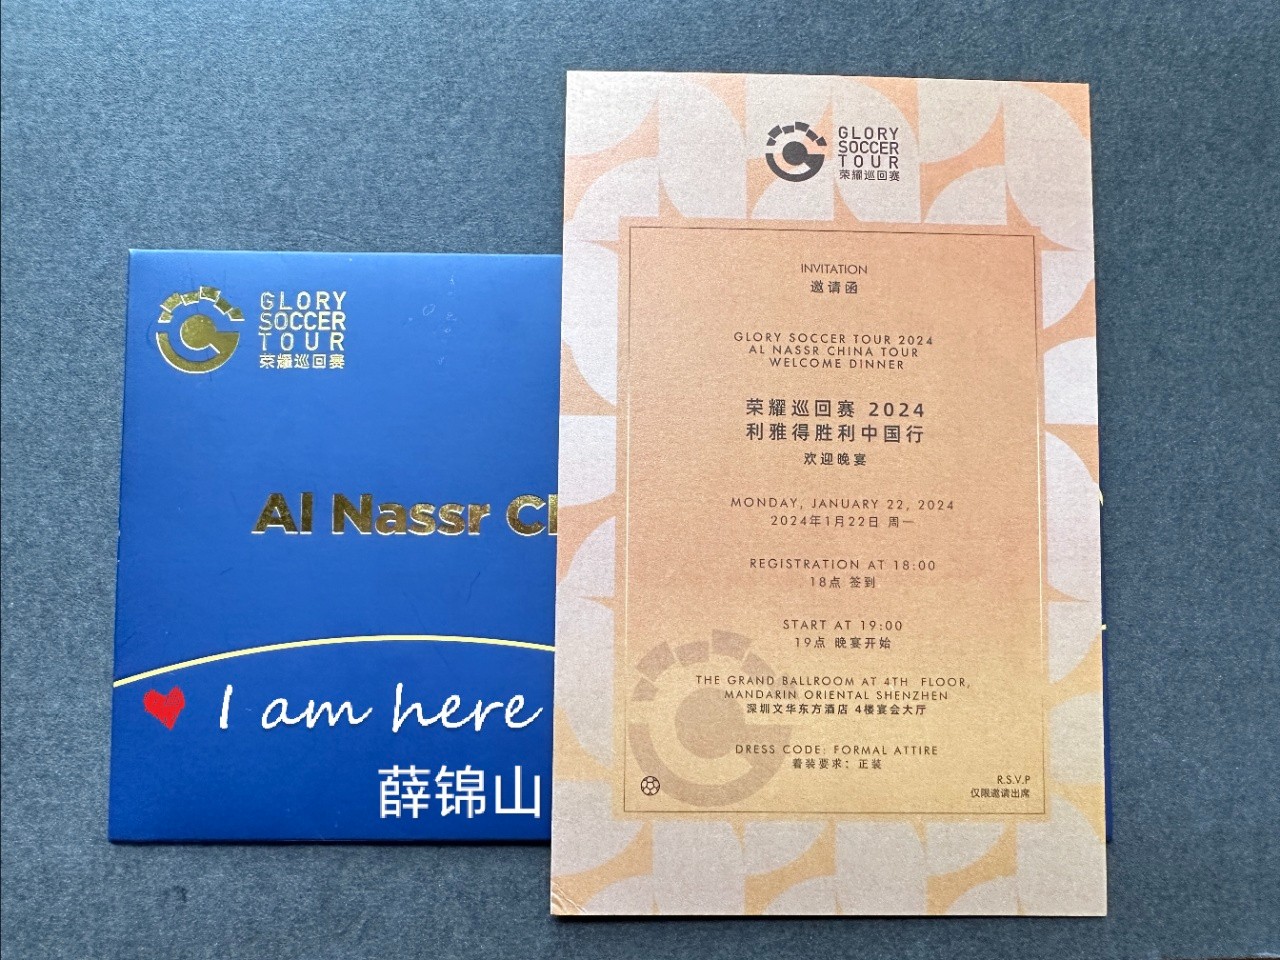 GLORY
SOCCER
TOUR
荣耀巡回赛
Al Nassr
I am here
薛锦山
GLORY
SOCCER
TOUR
荣耀巡回赛
INVITATION
邀请函
GLORY SOCCER TOUR 2024
AL NASSR CHINA TOUR
WELCOME DINNER
荣耀巡回赛 2024
利雅得胜利中国行
欢迎晚宴
MONDAY, JANUARY 22, 2024
2024年1月22日 周一
REGISTRATION AT 18:00
18点 签到
START AT 19:00
19点 晚宴开始
THE GRAND BALLROOM AT 4TH FLOOR,
MANDARIN ORIENTAL SHENZHEN
深圳文华东方酒店 4楼宴会大厅
DRESS CODE: FORMAL ATTIRE
着装要求：正装
R.S.V.P
仅限邀请出席